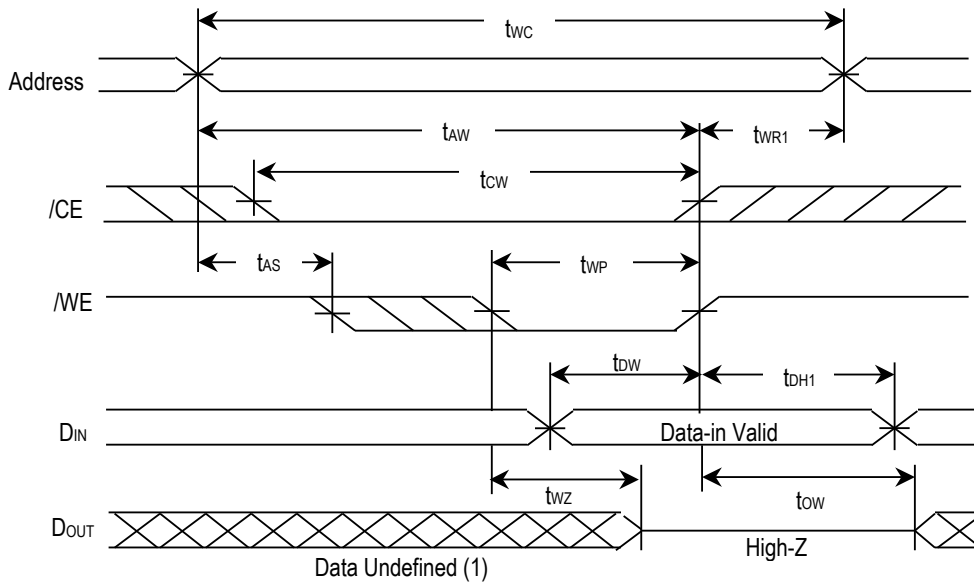 tWC
Address
tAW
tWR1
tCW
/CE
tAS
tWP
/WE
tDW
tDH1
DIN
Data-in Valid
tWZ
tOW
DOUT
High-Z
Data Undefined (1)